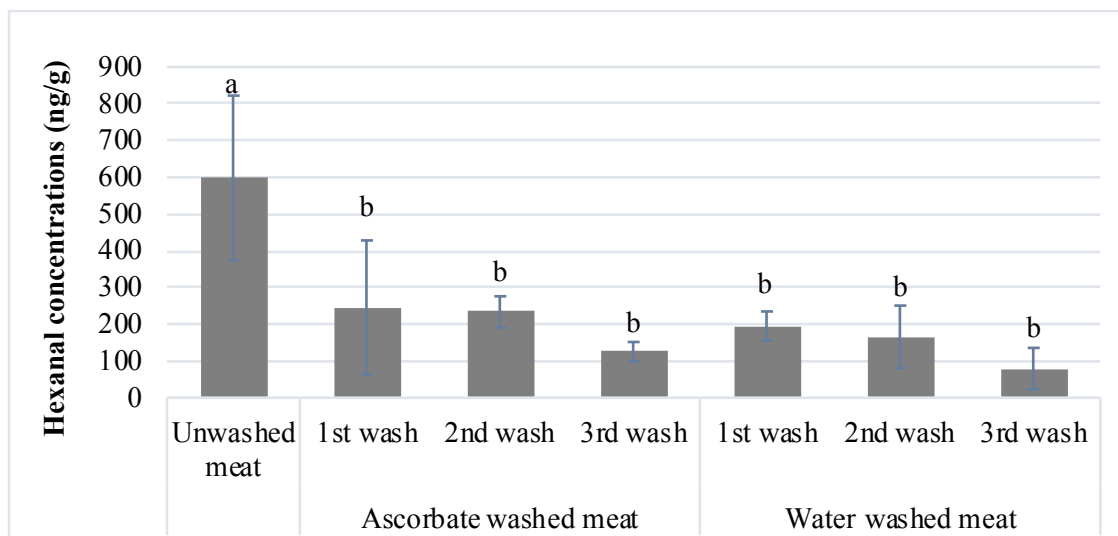 Hexanal concentrations (ng/g)
900
800
700
600
500
400
300
200
100
0
a
b
b
b
b
b
b
Unwashed
meat
1st wash
2nd wash
3rd wash
1st wash
2nd wash
3rd wash
Ascorbate washed meat
Water washed meat